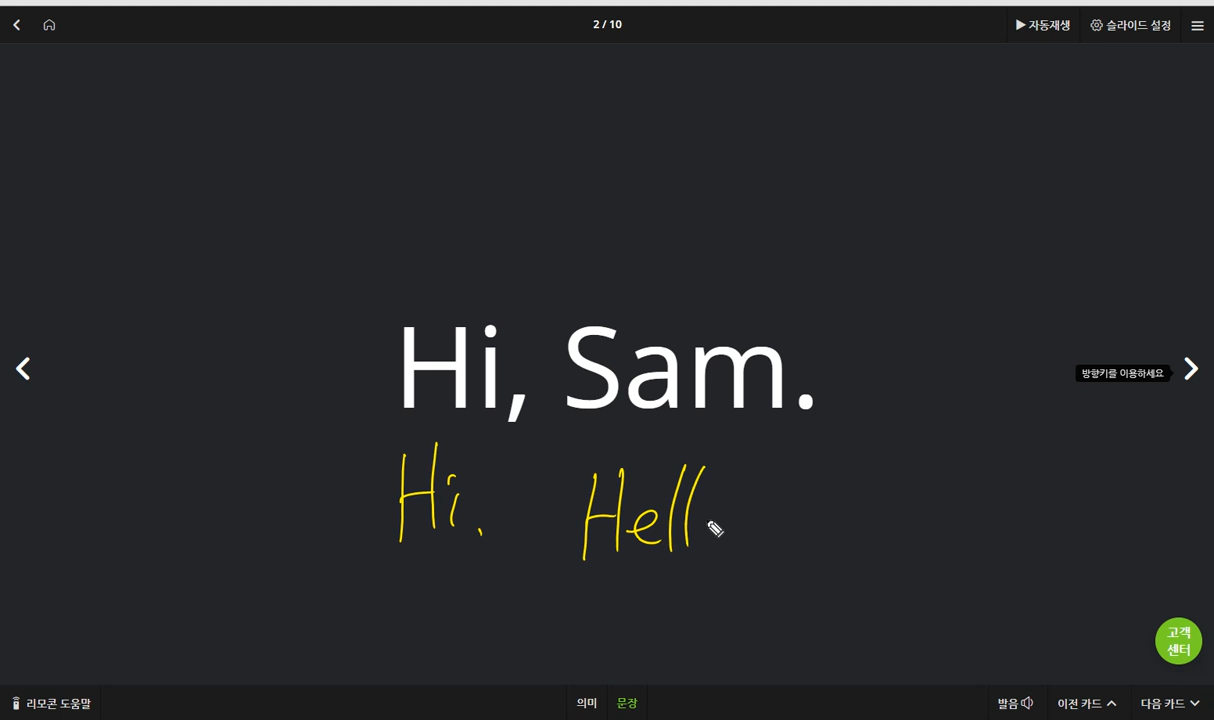 2 / 10
자동재생
슬라이드 설정
Hi, Sam.
방향키를 이용하세요
Hi. Hell
고객
센터
리모콘 도움말
의미
문장
발음
이전 카드
다음 카드